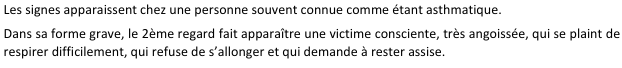 Les signes apparaissent chez une personne souvent connue comme étant asthmatique.
Dans sa forme grave, le 2ème regard fait apparaître une victime consciente, très angoissée, qui se plaint de
respirer difficilement, qui refuse de s’allonger et qui demande à rester assise.